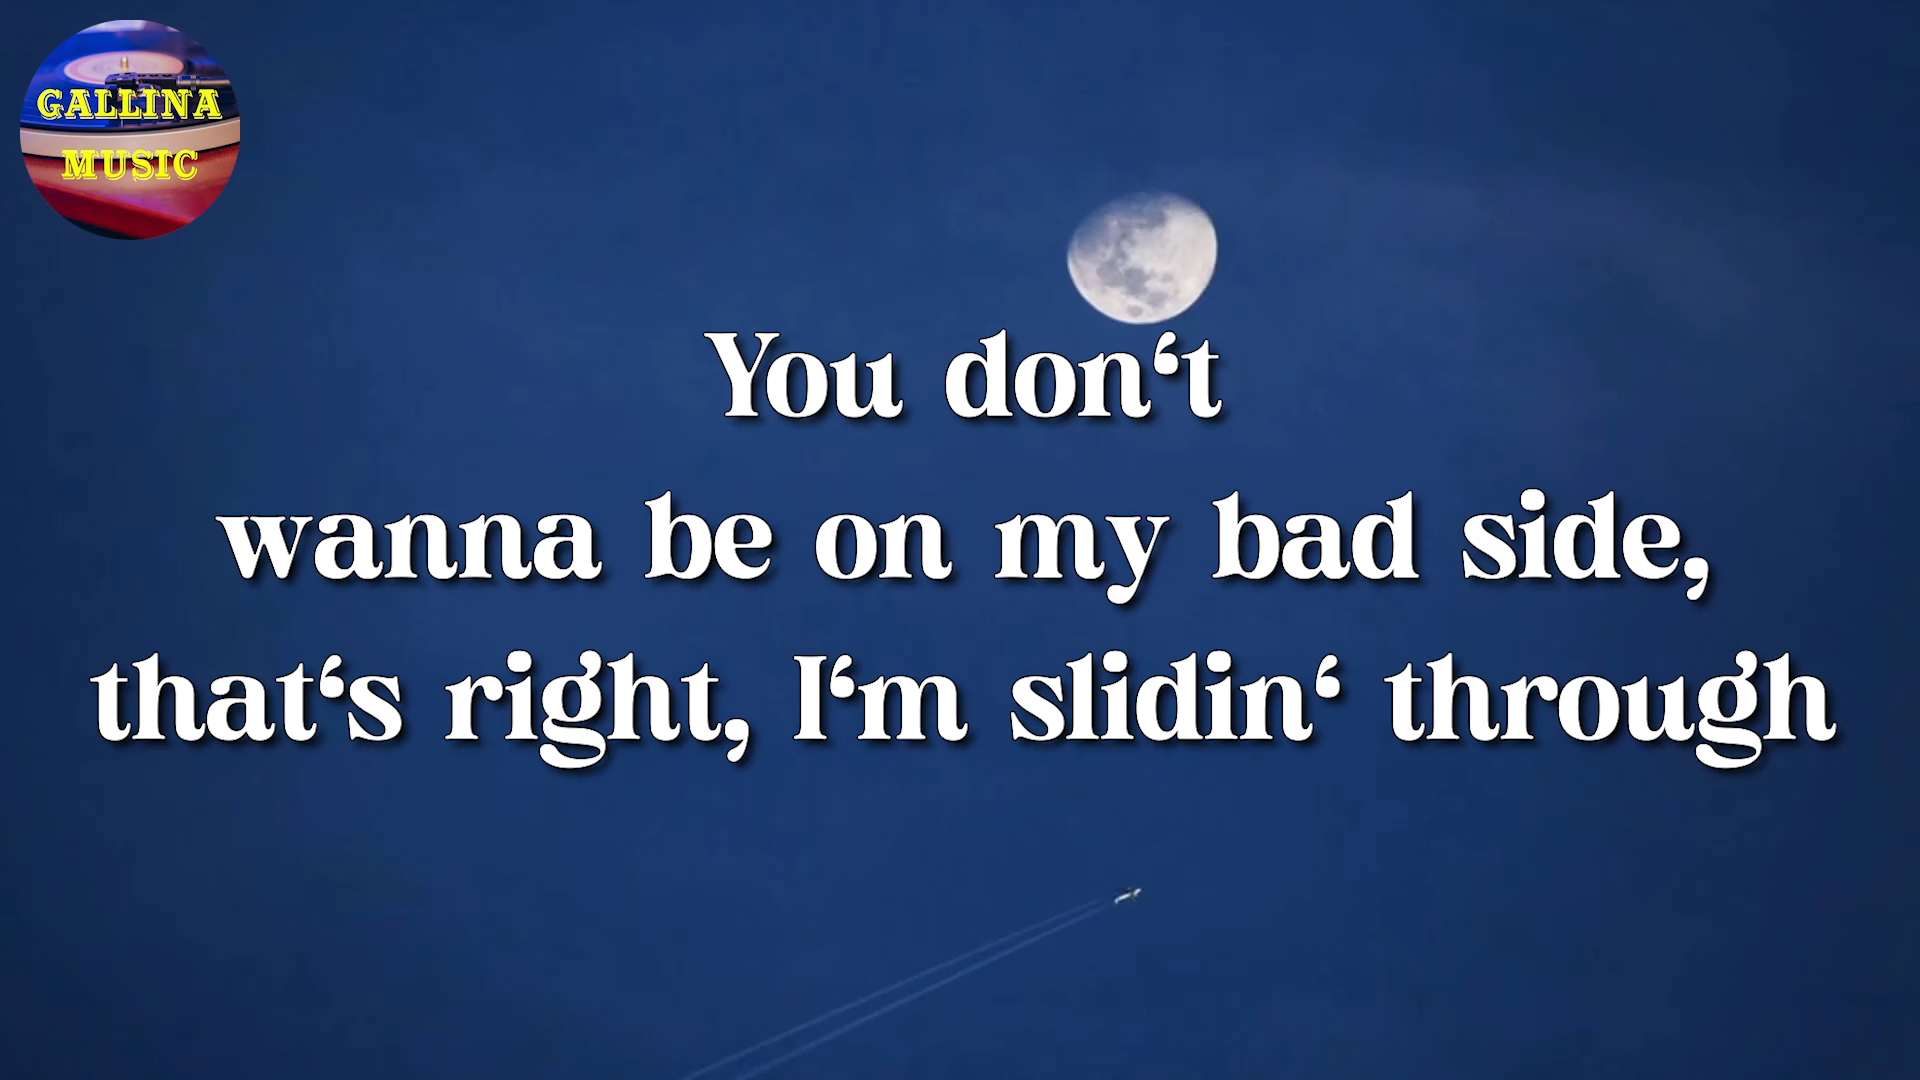 GALLINA
MUSIC
You don‘t
wanna be on my bad side,
that‘s right, I‘m slidin‘ through